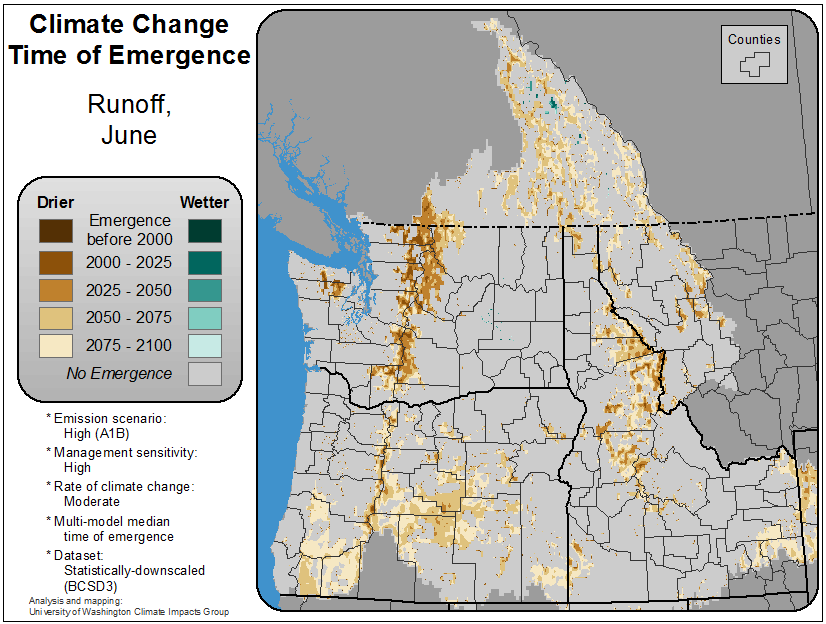 Climate Change
Time of Emergence
Runoff,
June
Counties
Drier
Wetter
Emergence
before 2000
2000 - 2025
2025 - 2050
2050 - 2075
2075 - 2100
No Emergence
* Emission scenario:
High (A1B)
* Management sensitivity:
High
* Rate of climate change:
Moderate
* Multi-model median
time of emergence
* Dataset:
Statistically-downscaled
(BCSD3)
Analysis and mapping:
University of Washington Climate Impacts Group